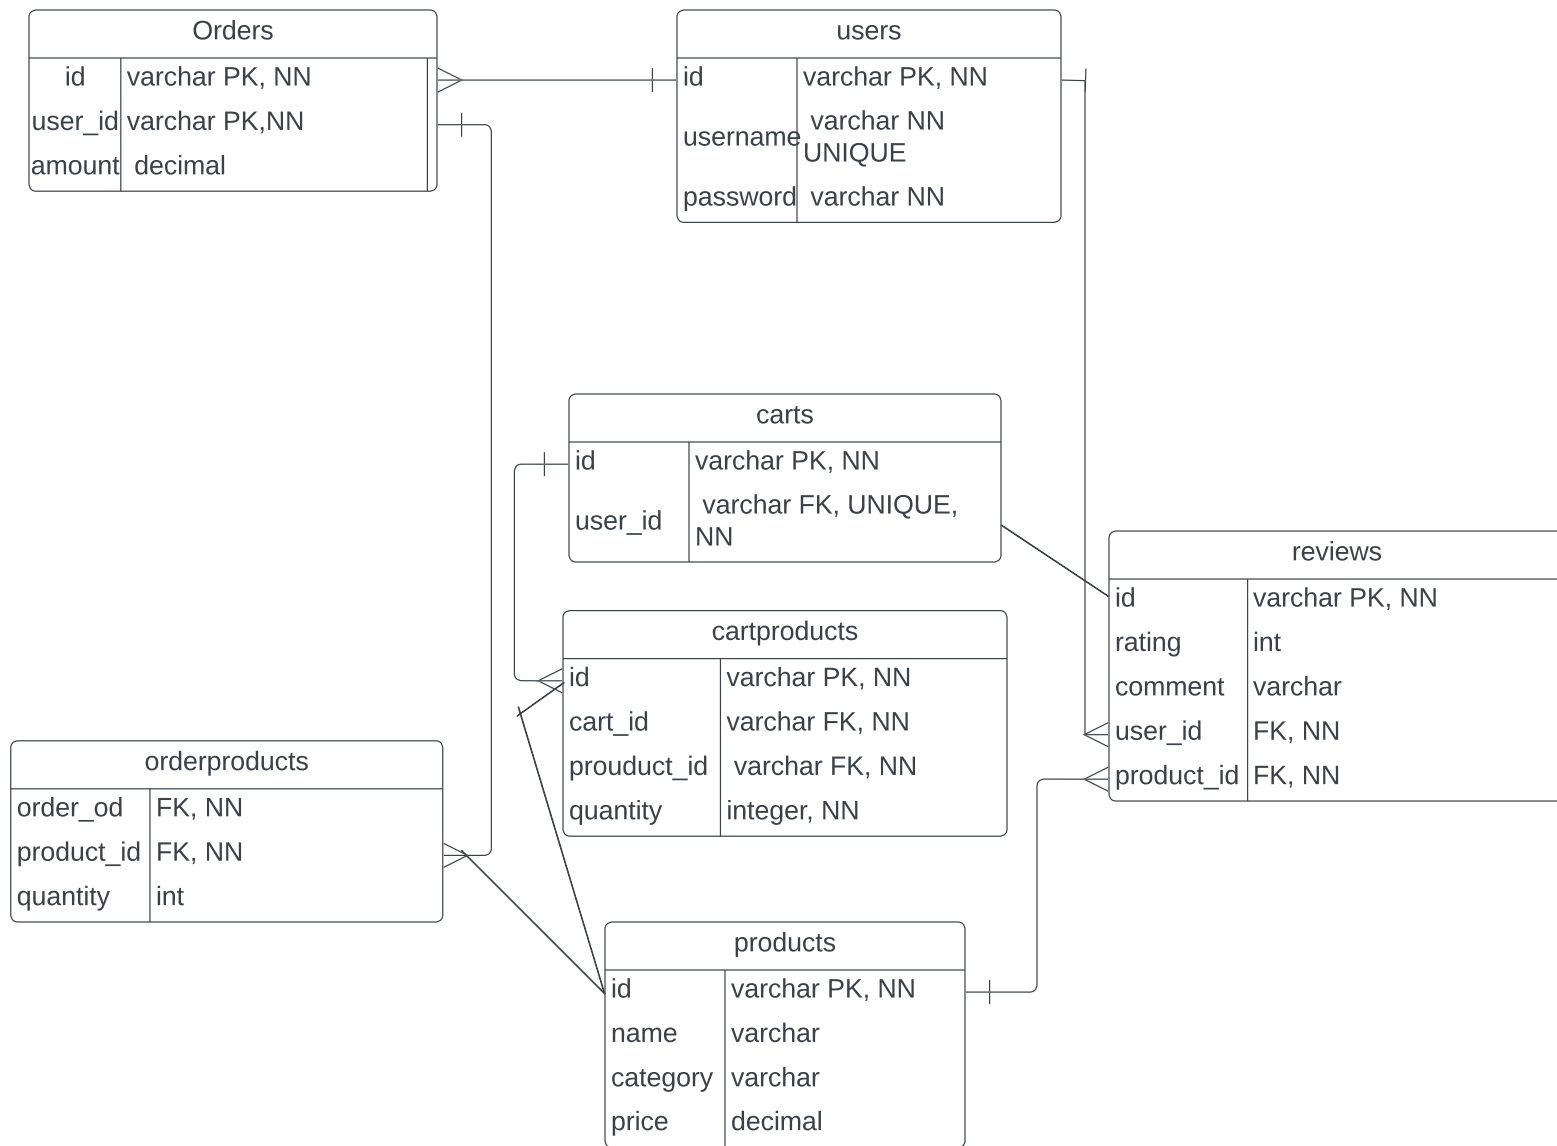 Orders
id varchar PK, NN
user_id varchar PK,NN
amount decimal
users
id varchar PK, NN
username varchar NN
UNIQUE
password varchar NN
carts
id varchar PK, NN
user_id varchar FK, UNIQUE,
NN
cartproducts
id varchar PK, NN
cart_id varchar FK, NN
prouduct_id varchar FK, NN
quantity integer, NN
reviews
id varchar PK, NN
rating int
comment varchar
user_id FK, NN
product_id FK, NN
orderproducts
order_od FK, NN
product_id FK, NN
quantity int
products
id varchar PK, NN
name varchar
category varchar
price decimal